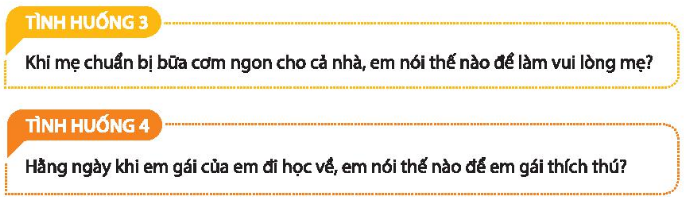 TÌNH HUỐNG 3
Khi mẹ chuẩn bị bữa cơm ngon cho cả nhà, em nói thế nào để làm vui lòng mẹ?
TÌNH HUỐNG 4
Hằng ngày khi em gái của em đi học về, em nói thế nào để em gái thích thú?